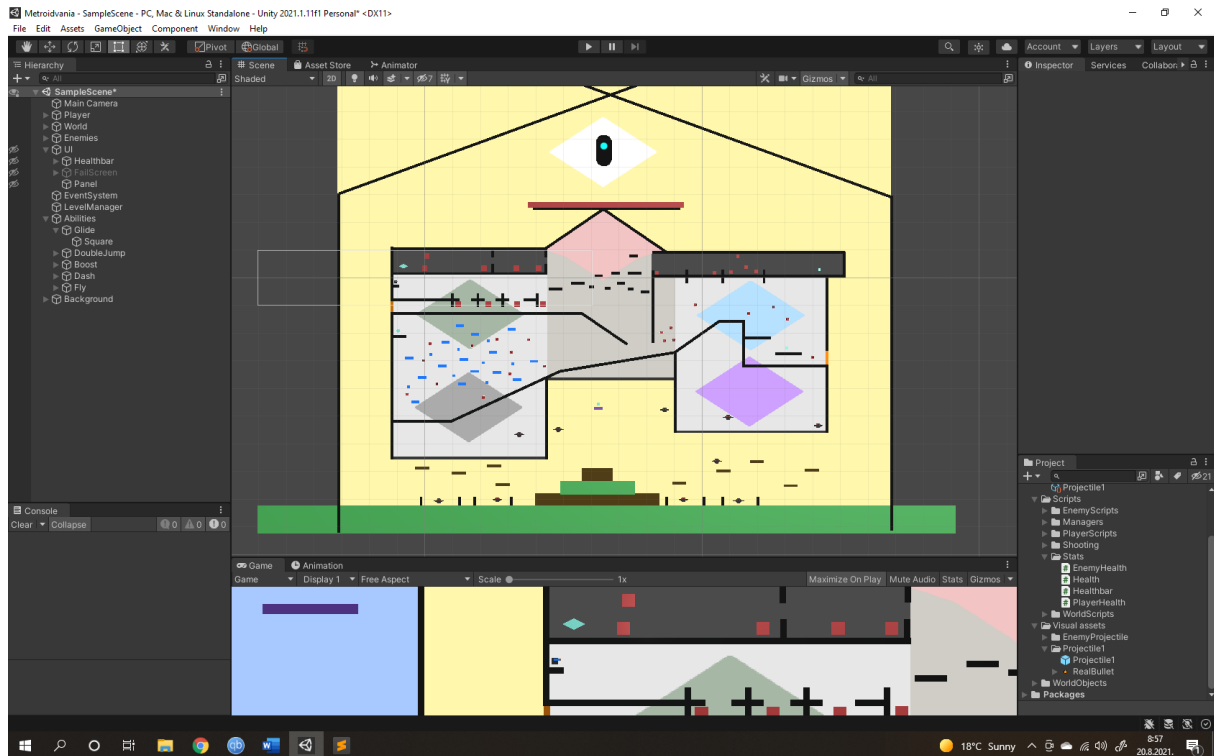 Metroidvania - SampleScene - PC, Mac & Linux Standalone - Unity 2021.1.11f1 Personal* <DX11>
File Edit Assets GameObject Component Window Help
Pivot Global Account Layers Layout
Hierarchy
All
SampleScene*
Main Camera
Player
World
Enemies
UI
Healthbar
FailScreen
Panel
EventSystem
LevelManager
Abilities
Glide
Square
DoubleJump
Boost
Dash
Fly
Background
Console
Clear Collapse 0 0 0
Scene Asset Store Animator
Shaded 2D 7 Gizmos All
Game Animation
Game Display 1 Free Aspect Scale 1x Maximize On Play Mute Audio Stats Gizmos
Inspector Services Collabor
Project
21
Projectile1
Scripts
EnemyScripts
Managers
PlayerScripts
Shooting
Stats
EnemyHealth
Health
Healthbar
PlayerHealth
WorldScripts
Visual assets
EnemyProjectile
Projectile1
Projectile1
RealBullet
WorldObjects
Packages
qb W S 18°C Sunny 8:57
20.8.2021.